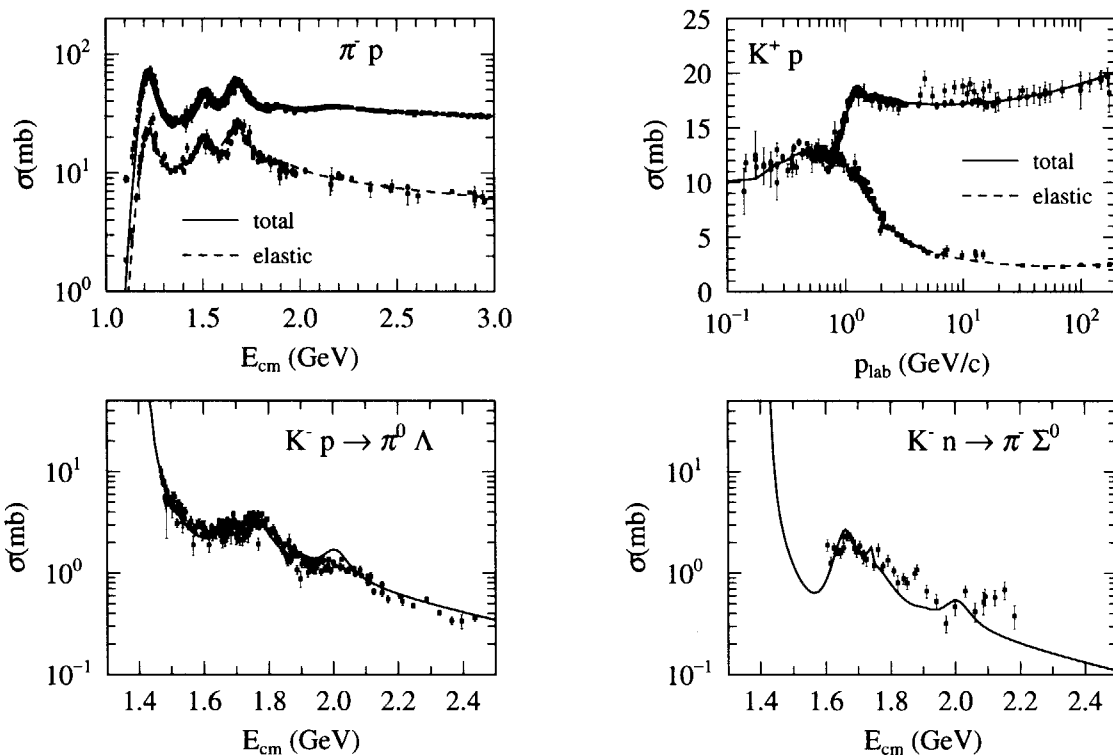 π⁻ p
σ(mb)
10²
10¹
10⁰
total
elastic
1.0 1.5 2.0 2.5 3.0
E_cm (GeV)
K⁺ p
σ(mb)
25
20
15
10
5
0
total
elastic
10⁻¹ 10⁰ 10¹ 10²
p_lab (GeV/c)
K⁻ p → π⁰ Λ
σ(mb)
10¹
10⁰
10⁻¹
1.4 1.6 1.8 2.0 2.2 2.4
E_cm (GeV)
K⁻ n → π⁻ Σ⁰
σ(mb)
10¹
10⁰
10⁻¹
1.4 1.6 1.8 2.0 2.2 2.4
E_cm (GeV)